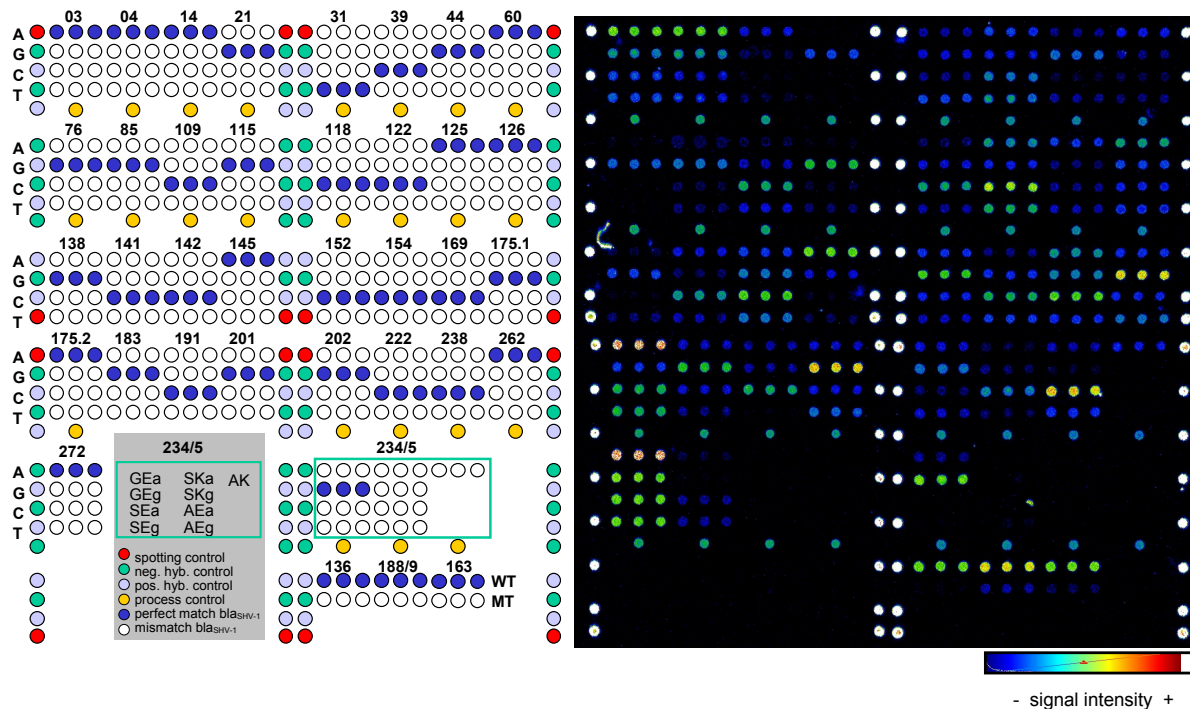 03 04 14 21 31 39 44 60
A
G
C
T
76 85 109 115 118 122 125 126
A
G
C
T
138 141 142 145 152 154 169 175.1
A
G
C
T
175.2 183 191 201 202 222 238 262
A
G
C
T
272 234/5 234/5
A
G
C
T
GEa SKa AK
GEg SKg
SEa AEa
SEg AEg
spotting control
neg. hyb. control
pos. hyb. control
process control
perfect match blaSHV-1
mismatch blaSHV-1
136 188/9 163
WT
MT
- signal intensity +